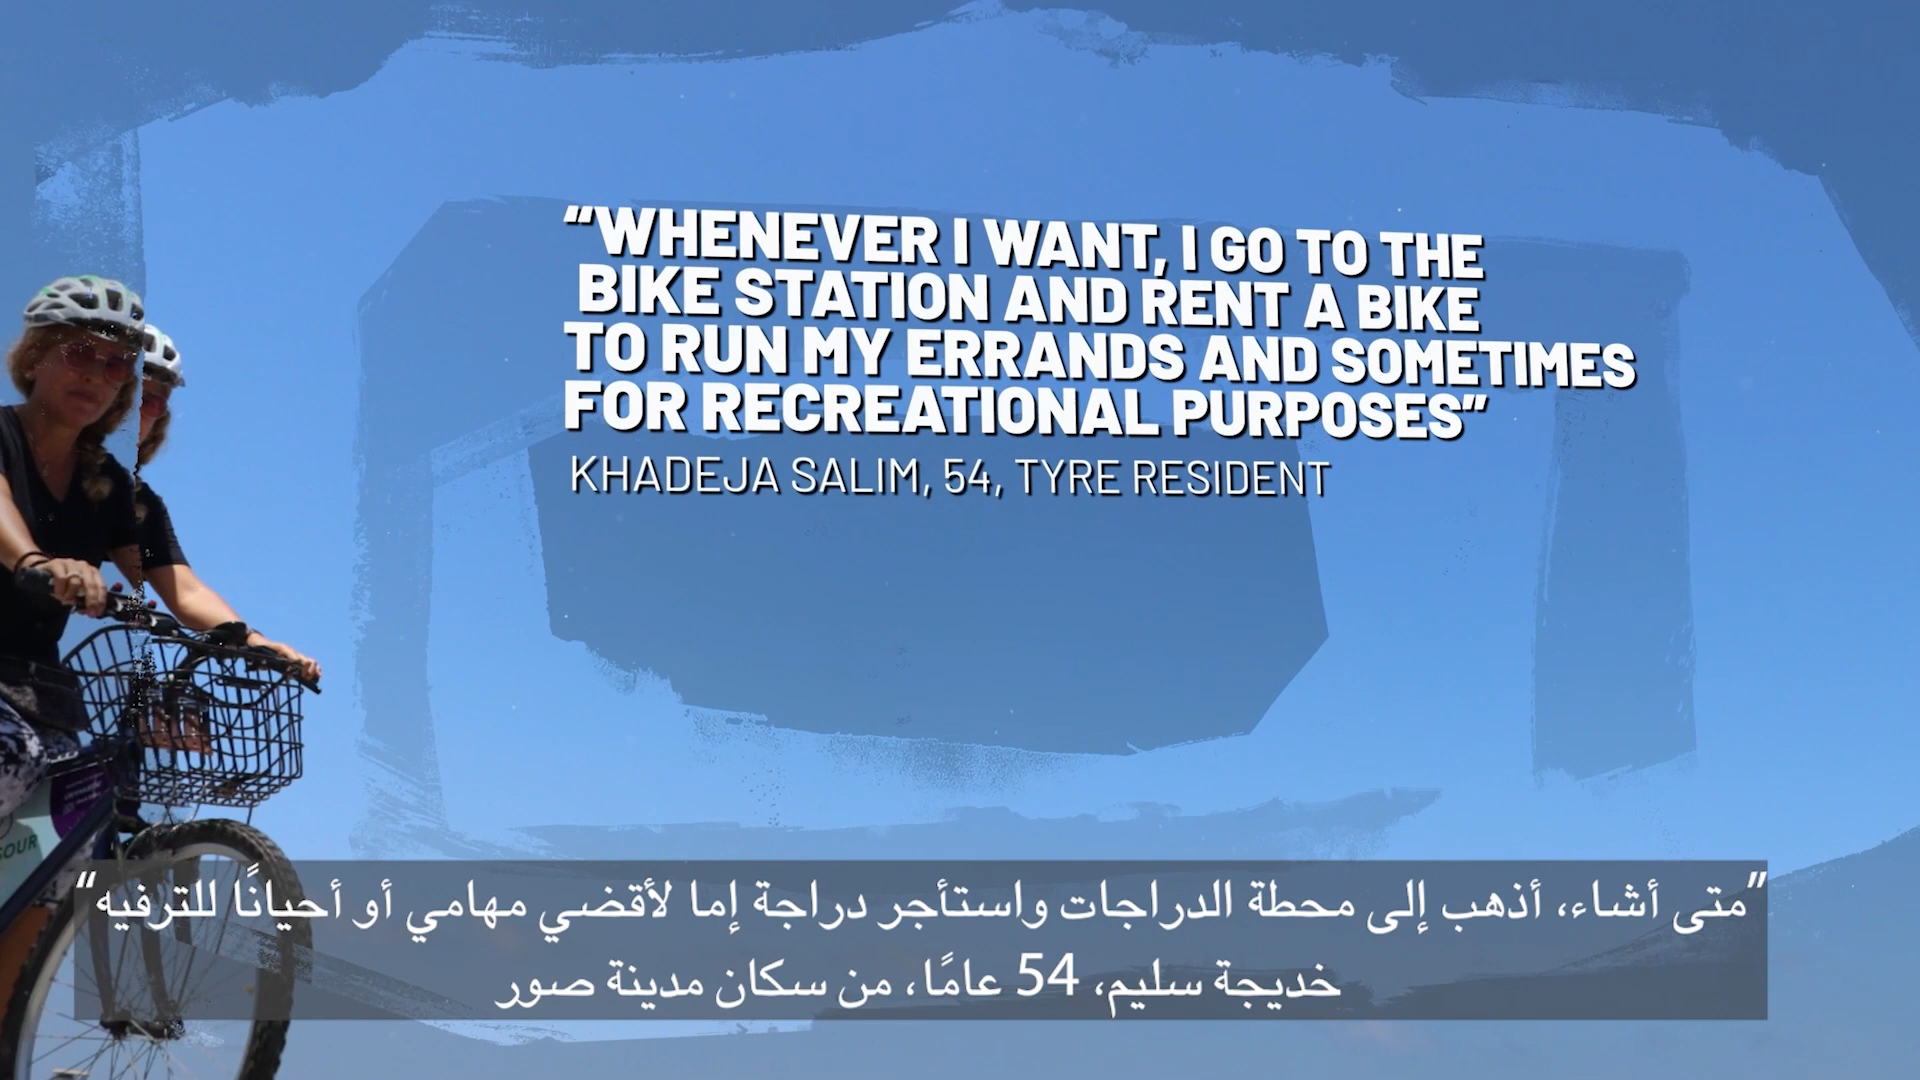 “WHENEVER I WANT, I GO TO THE
BIKE STATION AND RENT A BIKE
TO RUN MY ERRANDS AND SOMETIMES
FOR RECREATIONAL PURPOSES”
KHADEJA SALIM, 54, TYRE RESIDENT
SOUR
”متى أشاء، أذهب إلى محطة الدراجات واستأجر دراجة إما لأقضي مهامي أو أحيانًا للترفيه“
خديجة سليم، 54 عامًا، من سكان مدينة صور